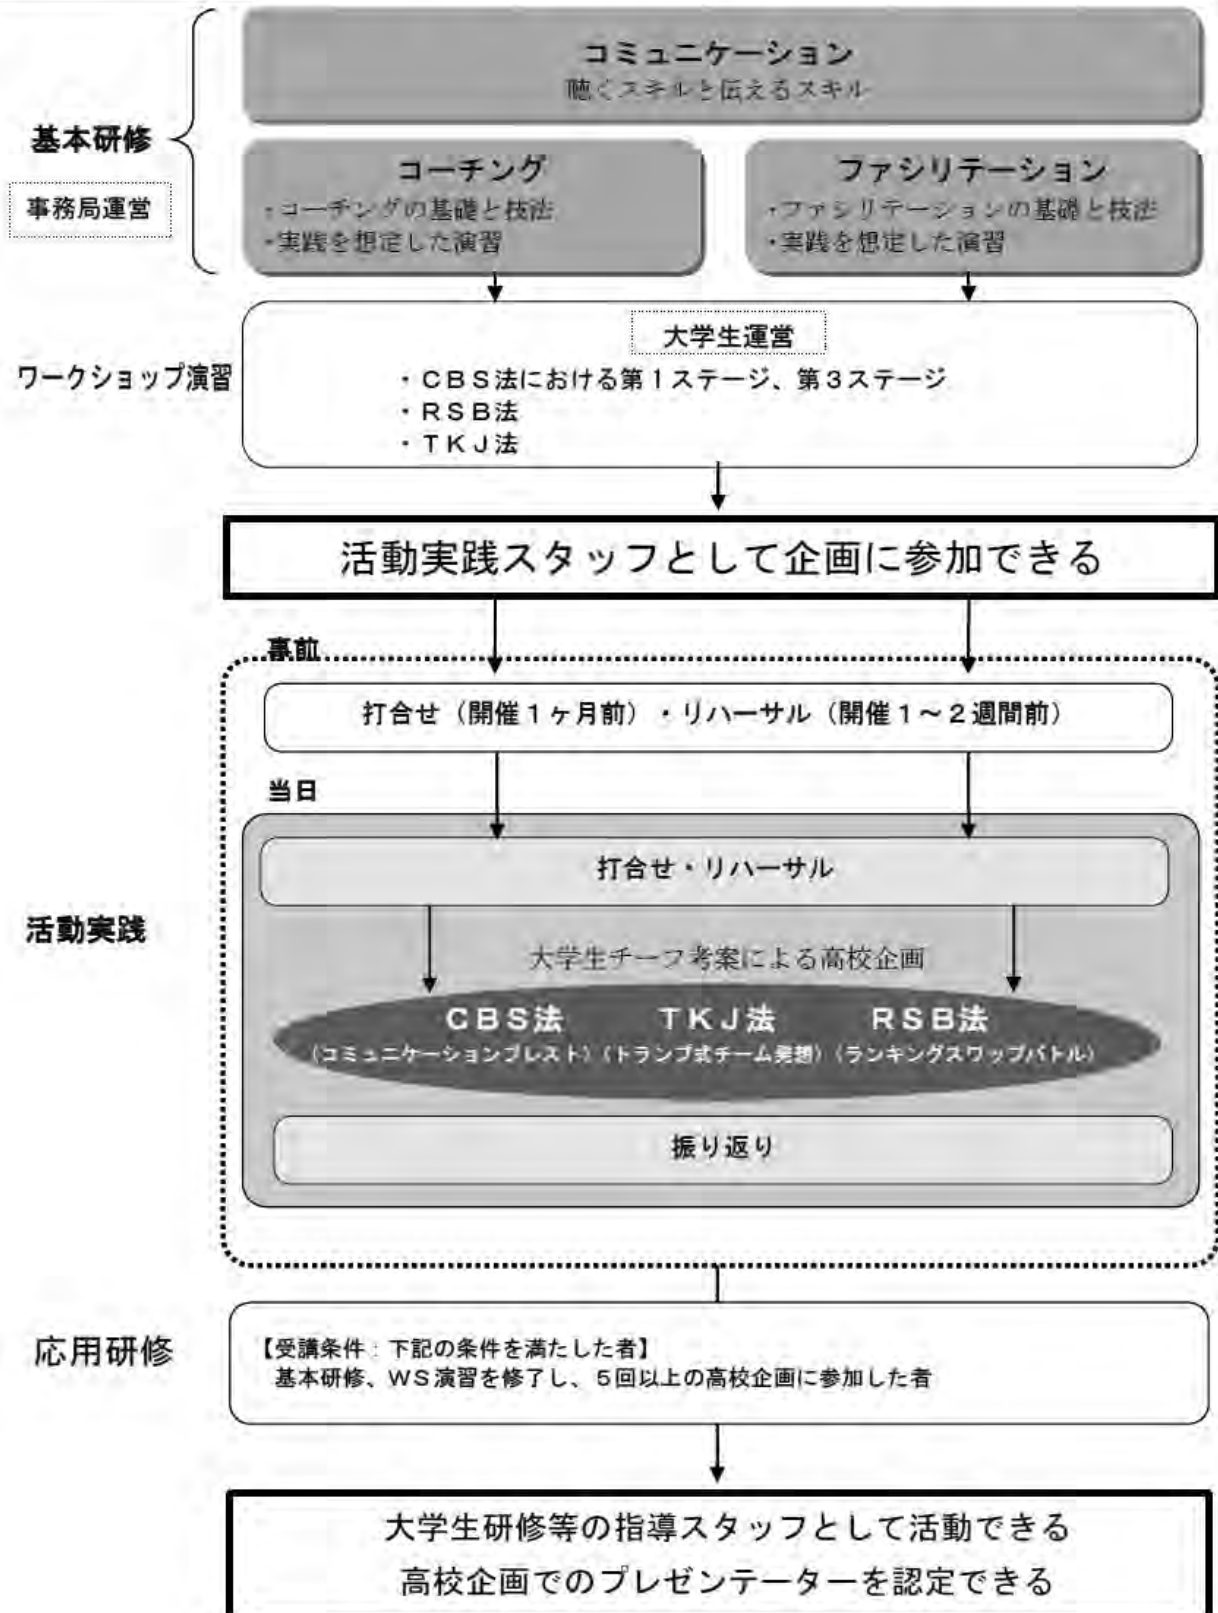 コミュニケーション
聴くスキルと伝えるスキル
基本研修
事務局運営
コーチング
・コーチングの基礎と技法
・実践を想定した演習
ファシリテーション
・ファシリテーションの基礎と技法
・実践を想定した演習
ワークショップ演習
大学生運営
・ＣＢＳ法における第１ステージ、第３ステージ
・ＲＳＢ法
・ＴＫＪ法
活動実践スタッフとして企画に参加できる
事前
打合せ（開催１ヶ月前）・リハーサル（開催１～２週間前）
当日
打合せ・リハーサル
活動実践
大学生チーフ考案による高校企画
ＣＢＳ法 ＴＫＪ法 ＲＳＢ法
（コミュニケーションブレスト）（トランプ式チーム発想）（ランキングスワップバトル）
振り返り
応用研修
【受講条件：下記の条件を満たした者】
基本研修、ＷＳ演習を修了し、５回以上の高校企画に参加した者
大学生研修等の指導スタッフとして活動できる
高校企画でのプレゼンテーターを認定できる